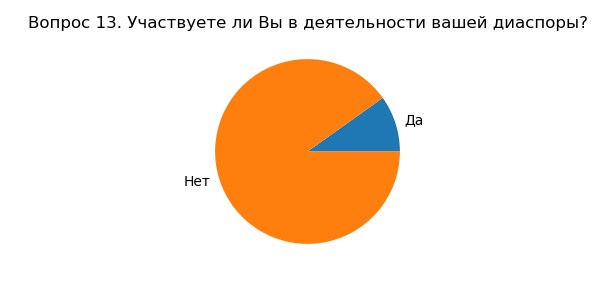 Вопрос 13. Участвуете ли Вы в деятельности вашей диаспоры?
Да
Нет